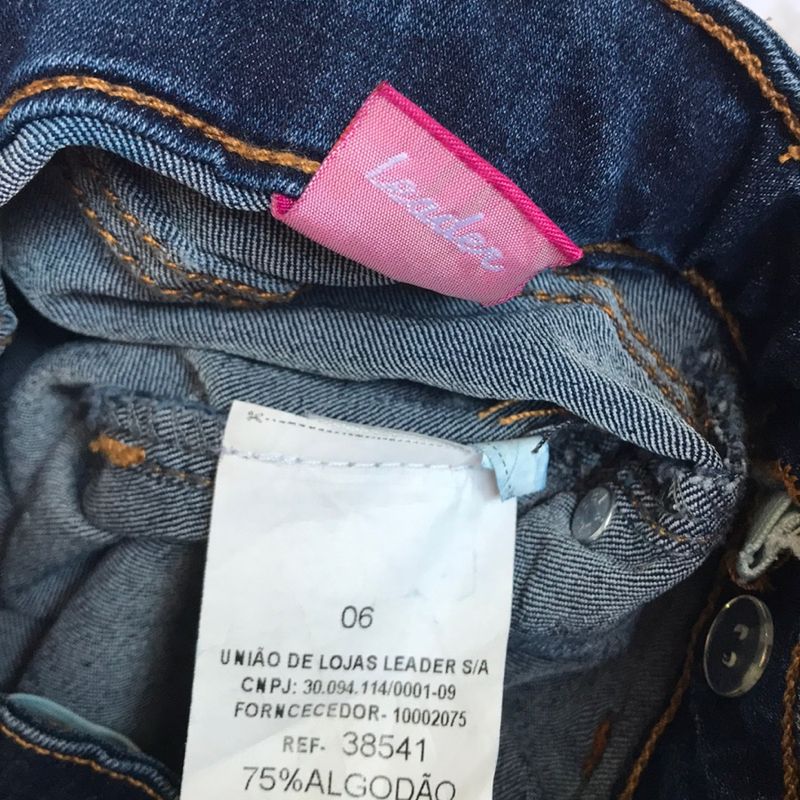 Leader
06
UNIÃO DE LOJAS LEADER S/A
CNPJ: 30.094.114/0001-09
FORNCECEDOR- 10002075
REF- 38541
75%ALGODÃO